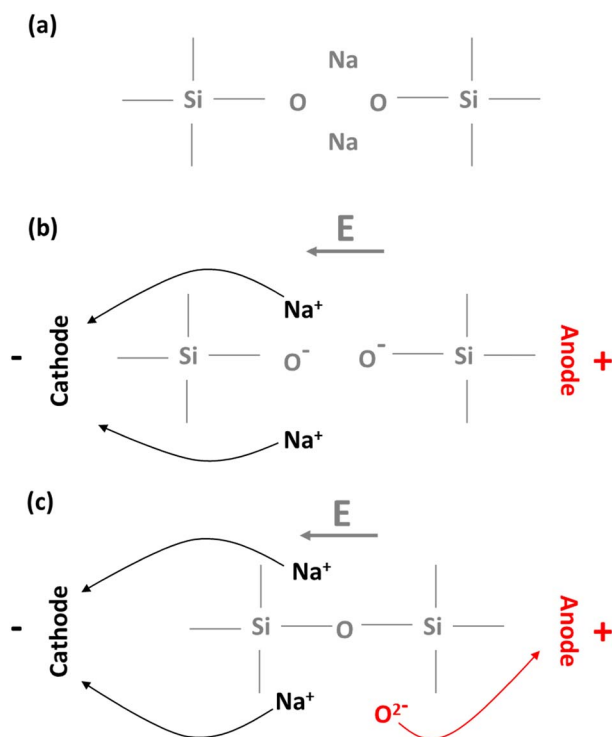 (a)
Na
Si O O Si
Na
(b)
E
Na⁺
- Cathode Si O⁻ O⁻ Si Anode +
Na⁺
(c)
E
Na⁺
- Cathode Si O Si Anode +
Na⁺
O²⁻